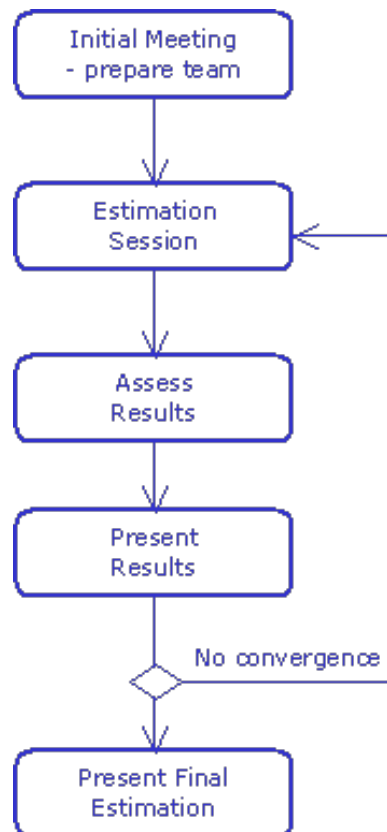 Initial Meeting
- prepare team
Estimation
Session
Assess
Results
Present
Results
No convergence
Present Final
Estimation